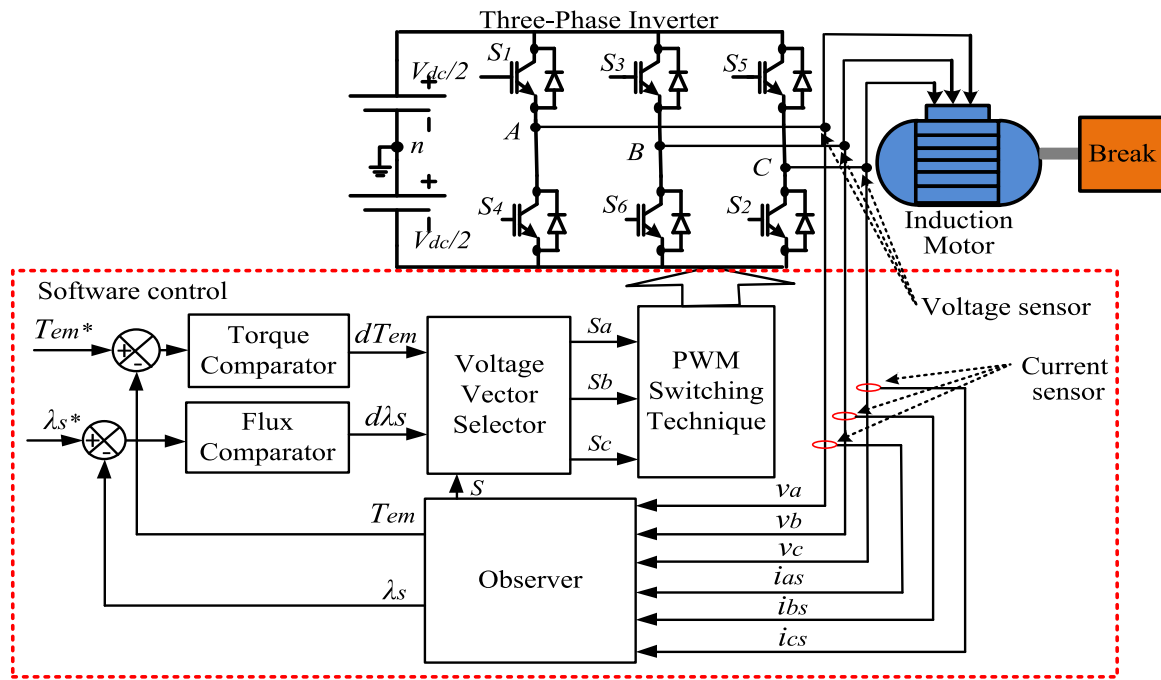 Three-Phase Inverter
S1
S3
S5
Vdc/2
+
A
n
B
C
+
S4
S6
S2
Vdc/2
Break
Induction
Motor
Voltage sensor
Current
sensor
Software control
Tem*
+
-
Torque
Comparator
dTem
λs*
+
-
Flux
Comparator
dλs
Voltage
Vector
Selector
Sa
Sb
Sc
PWM
Switching
Technique
S
Tem
λs
Observer
va
vb
vc
ias
ibs
ics